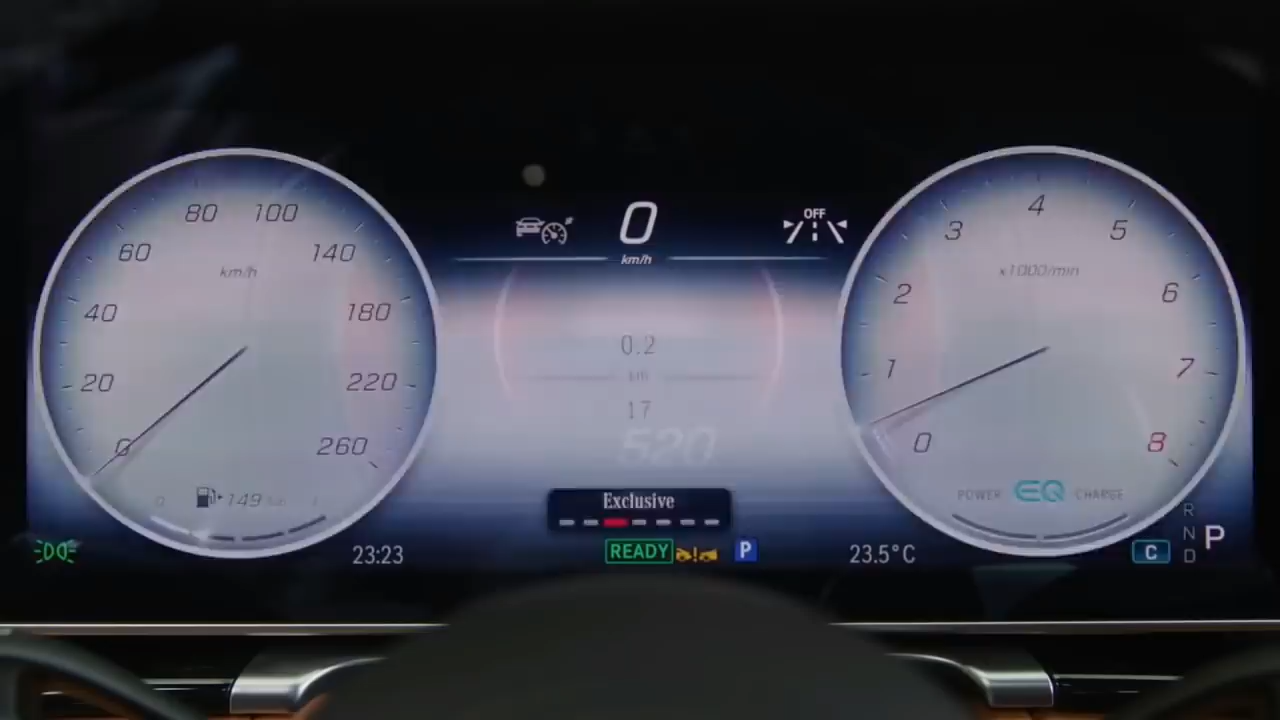 80 100
60 140
km/h
40 180
20 220
0 260
149
23:23
0
km/h
OFF
0.2
km
17
520
Exclusive
READY
P
4
3 5
x1000/min
2 6
1 7
0 8
POWER EQ CHARGE
23.5°C
C
R
N
D
P